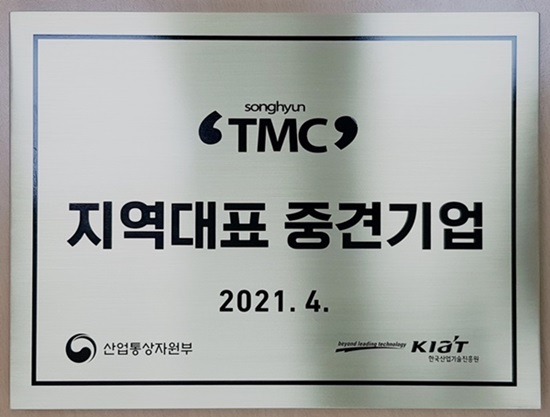 songhyun
‘TMC’
지역대표 중견기업
2021. 4.
산업통상자원부
beyond leading technology KIAT
한국산업기술진흥원